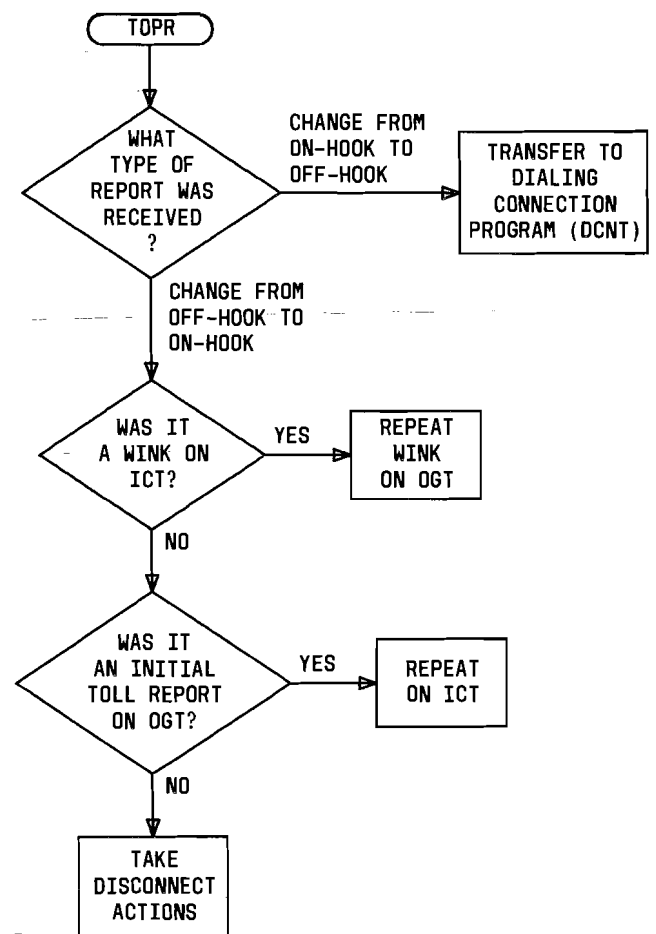 TOPR
WHAT
TYPE OF
REPORT WAS
RECEIVED
?
CHANGE FROM
ON-HOOK TO
OFF-HOOK
TRANSFER TO
DIALING
CONNECTION
PROGRAM (DCNT)
CHANGE FROM
OFF-HOOK TO
ON-HOOK
WAS IT
A WINK ON
ICT?
YES
REPEAT
WINK
ON OGT
NO
WAS IT
AN INITIAL
TOLL REPORT
ON OGT?
YES
REPEAT
ON ICT
NO
TAKE
DISCONNECT
ACTIONS